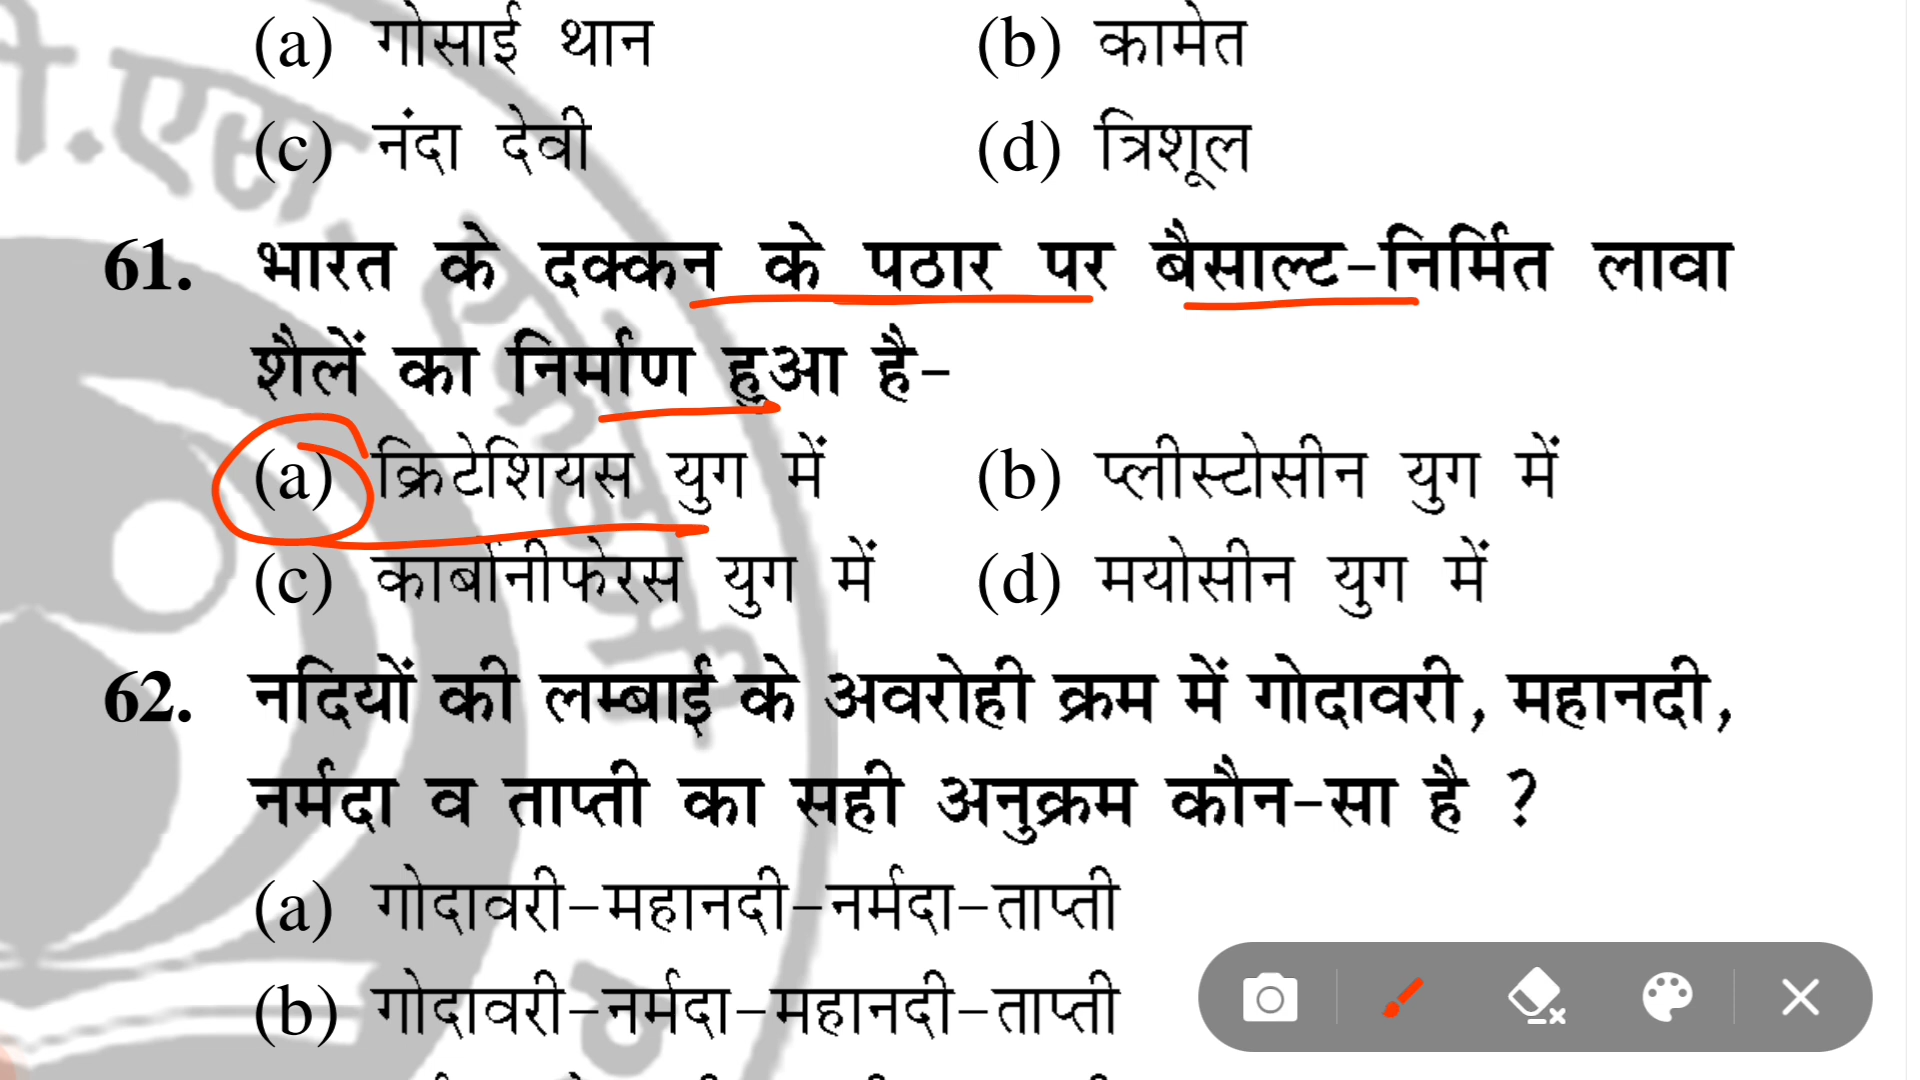 (a) गोसाई थान (b) कामेत
(c) नंदा देवी (d) त्रिशूल
61. भारत के दक्कन के पठार पर बैसाल्ट-निर्मित लावा
शैलें का निर्माण हुआ है-
(a) क्रिटेशियस युग में (b) प्लीस्टोसीन युग में
(c) कार्बोनीफेरस युग में (d) मयोसीन युग में
62. नदियों की लम्बाई के अवरोही क्रम में गोदावरी, महानदी,
नर्मदा व ताप्ती का सही अनुक्रम कौन-सा है ?
(a) गोदावरी-महानदी-नर्मदा-ताप्ती
(b) गोदावरी-नर्मदा-महानदी-ताप्ती